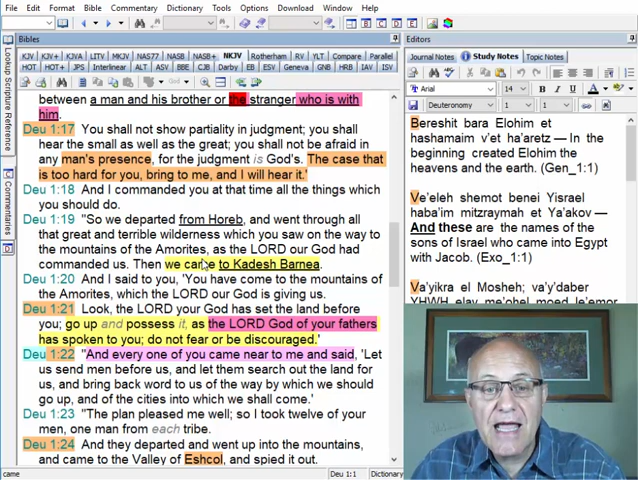 File Edit View Bible Commentary Dictionary Tools Options Download Window Help
Bibles
KJV KJV+ KJVA LITV MKJV NAS77 NASB NASB+ NKJV Rotherham RV YLT Compare Parallel
HOT HOT+ JPS Interlinear ALT ASV BBE CJB Darby EB ESV Geneva GNB HRB IAV ISV
between a man and his brother or the stranger who is with
him.
Deu 1:17 You shall not show partiality in judgment; you shall
hear the small as well as the great; you shall not be afraid in
any man's presence, for the judgment is God's. The case that
is too hard for you, bring to me, and I will hear it.'
Deu 1:18 And I commanded you at that time all the things which
you should do.
Deu 1:19 "So we departed from Horeb, and went through all
that great and terrible wilderness which you saw on the way to
the mountains of the Amorites, as the LORD our God had
commanded us. Then we came to Kadesh Barnea.
Deu 1:20 And I said to you, 'You have come to the mountains of
the Amorites, which the LORD our God is giving us.
Deu 1:21 Look, the LORD your God has set the land before
you; go up and possess it, as the LORD God of your fathers
has spoken to you; do not fear or be discouraged.'
Deu 1:22 "And every one of you came near to me and said, 'Let
us send men before us, and let them search out the land for
us, and bring back word to us of the way by which we should
go up, and of the cities into which we shall come.'
Deu 1:23 "The plan pleased me well; so I took twelve of your
men, one man from each tribe.
Deu 1:24 And they departed and went up into the mountains,
and came to the Valley of Eshcol, and spied it out.
came
Deu 1:1
Dictionary
Lookup Scripture Reference
Commentaries
Editors
Journal Notes Study Notes Topic Notes
Arial 14 B I U
Deuteronomy 1 1
Bereshit bara Elohim et
hashamaim v'et ha'aretz — In the
beginning created Elohim the
heavens and the earth. (Gen_1:1)
Ve'eleh shemot benei Yisrael
haba'im mitzraymah et Ya'akov –
And these are the names of the
sons of Israel who came into Egypt
with Jacob. (Exo_1:1)
Va'yikra el Mosheh; va'y'daber
YHWH elav me'ohel mo'ed le'emor